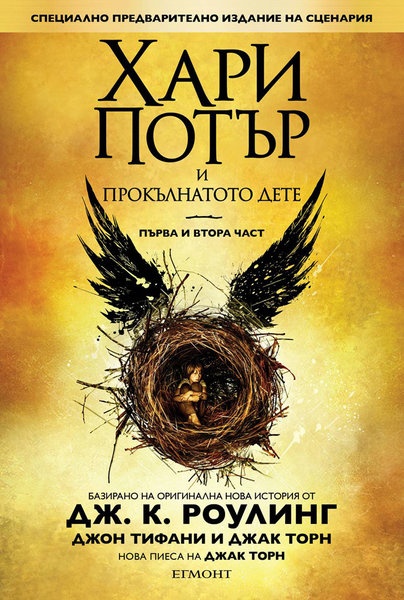 СПЕЦИАЛНО ПРЕДВАРИТЕЛНО ИЗДАНИЕ НА СЦЕНАРИЯ
ХАРИ
ПОТЪР
И
ПРОКЪЛНАТОТО ДЕТЕ
ПЪРВА И ВТОРА ЧАСТ
БАЗИРАНО НА ОРИГИНАЛНА НОВА ИСТОРИЯ ОТ
ДЖ. К. РОУЛИНГ
ДЖОН ТИФАНИ И ДЖАК ТОРН
НОВА ПИЕСА НА ДЖАК ТОРН
ЕГМОНТ